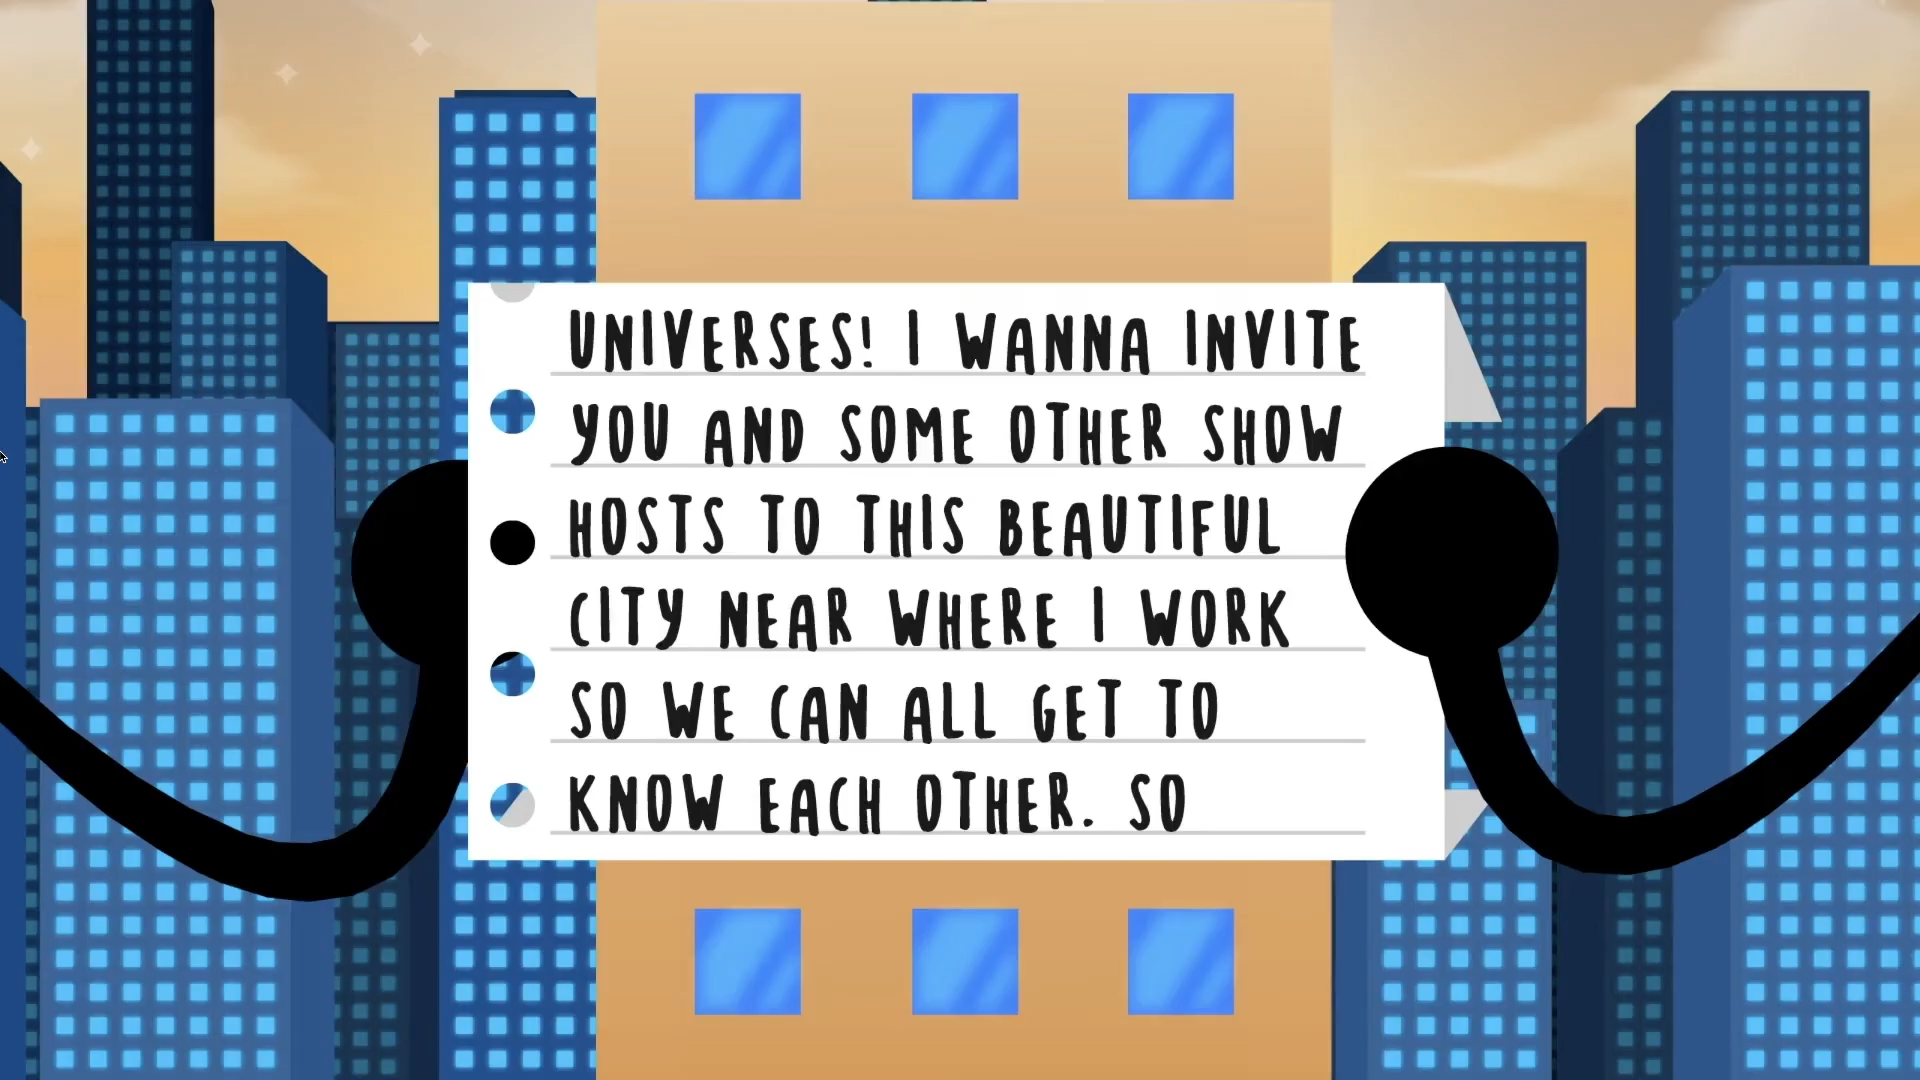 UNIVERSES! I WANNA INVITE
YOU AND SOME OTHER SHOW
HOSTS TO THIS BEAUTIFUL
CITY NEAR WHERE I WORK
SO WE CAN ALL GET TO
KNOW EACH OTHER. SO